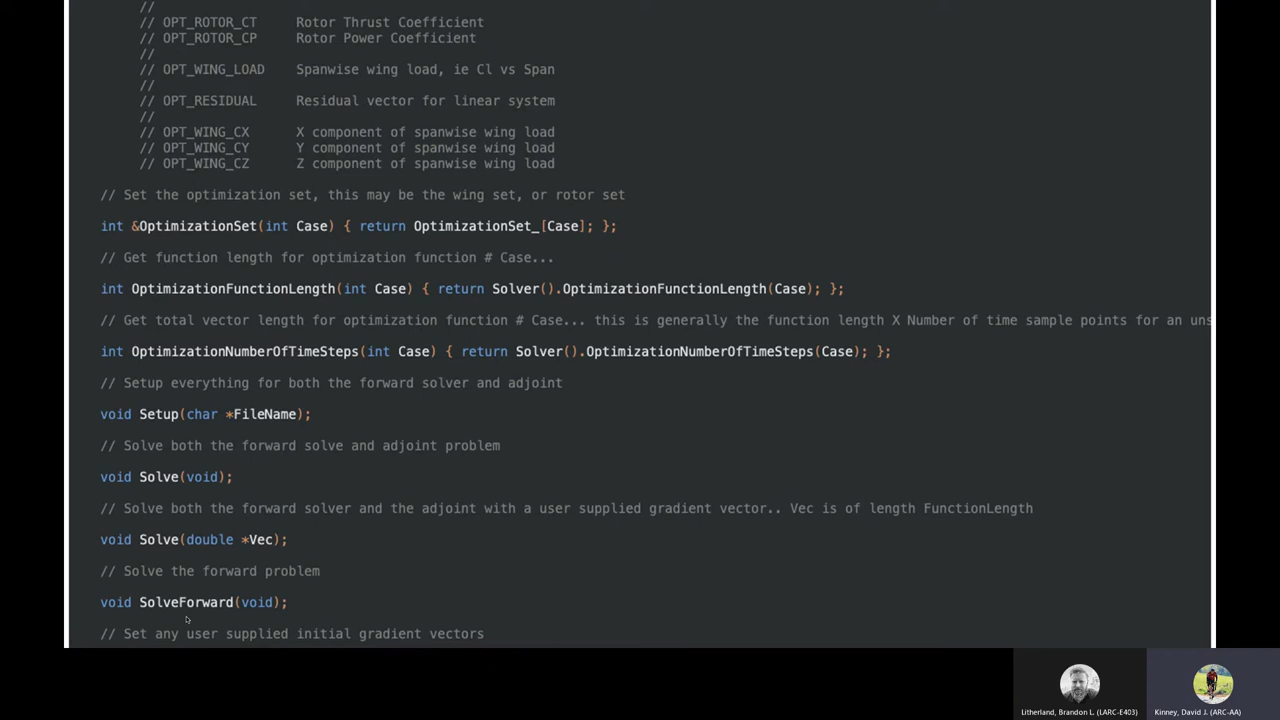 //
// OPT_ROTOR_CT Rotor Thrust Coefficient
// OPT_ROTOR_CP Rotor Power Coefficient
//
// OPT_WING_LOAD Spanwise wing load, ie Cl vs Span
//
// OPT_RESIDUAL Residual vector for linear system
//
// OPT_WING_CX X component of spanwise wing load
// OPT_WING_CY Y component of spanwise wing load
// OPT_WING_CZ Z component of spanwise wing load
// Set the optimization set, this may be the wing set, or rotor set
int &OptimizationSet(int Case) { return OptimizationSet_[Case]; };
// Get function length for optimization function # Case...
int OptimizationFunctionLength(int Case) { return Solver().OptimizationFunctionLength(Case); };
// Get total vector length for optimization function # Case... this is generally the function length X Number of time sample points for an uns
int OptimizationNumberOfTimeSteps(int Case) { return Solver().OptimizationNumberOfTimeSteps(Case); };
// Setup everything for both the forward solver and adjoint
void Setup(char *FileName);
// Solve both the forward solve and adjoint problem
void Solve(void);
// Solve both the forward solver and the adjoint with a user supplied gradient vector.. Vec is of length FunctionLength
void Solve(double *Vec);
// Solve the forward problem
void SolveForward(void);
// Set any user supplied initial gradient vectors
Litherland, Brandon L. (LARC-E403)
Kinney, David J. (ARC-AA)